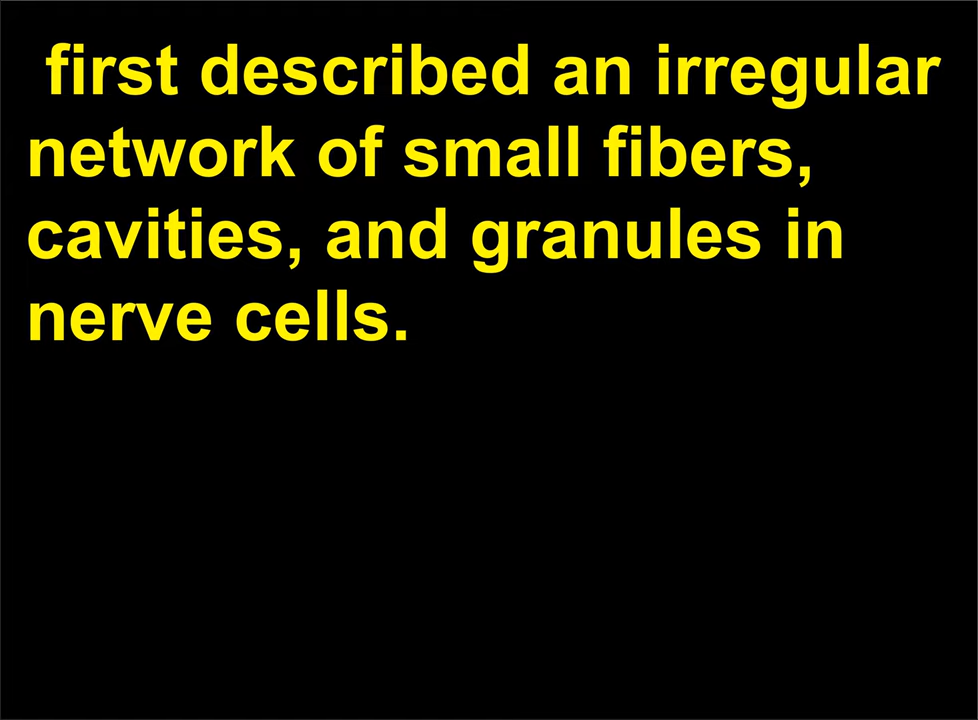 first described an irregular
network of small fibers,
cavities, and granules in
nerve cells.